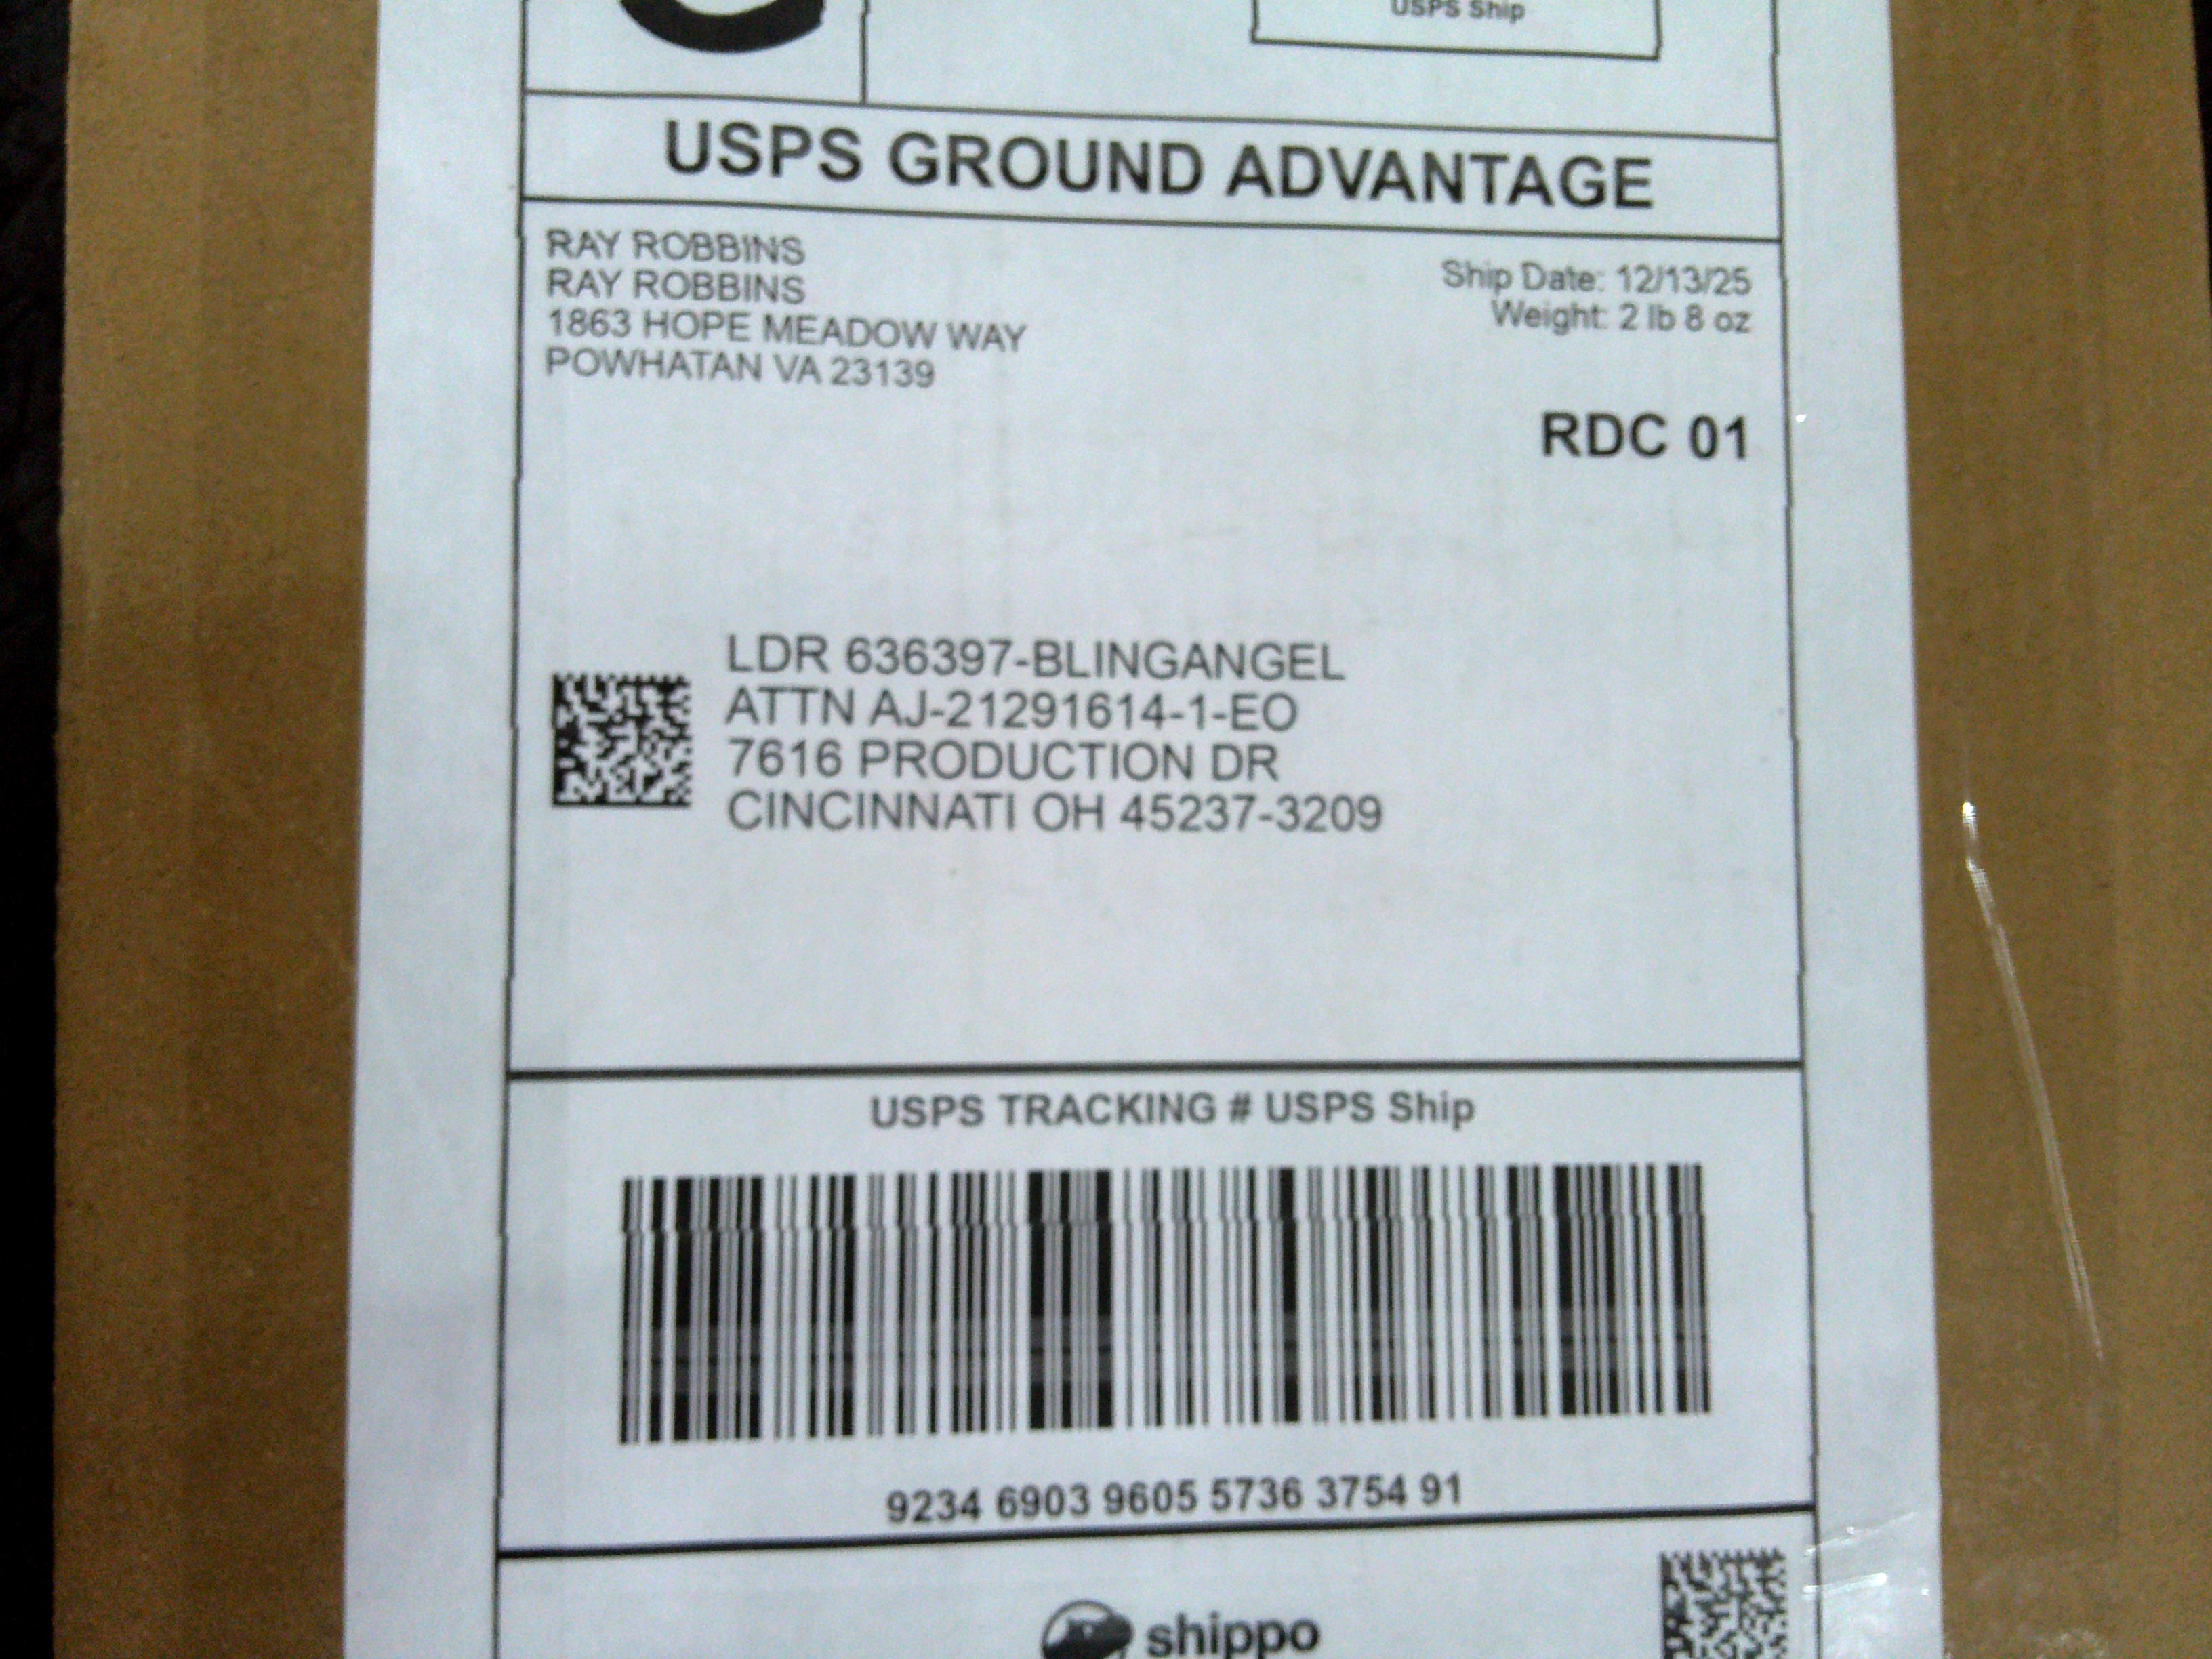 USPS Ship
USPS GROUND ADVANTAGE
RAY ROBBINS
RAY ROBBINS
1863 HOPE MEADOW WAY
POWHATAN VA 23139
Ship Date: 12/13/25
Weight: 2 lb 8 oz
RDC 01
LDR 636397-BLINGANGEL
ATTN AJ-21291614-1-EO
7616 PRODUCTION DR
CINCINNATI OH 45237-3209
USPS TRACKING # USPS Ship
9234 6903 9605 5736 3754 91
shippo